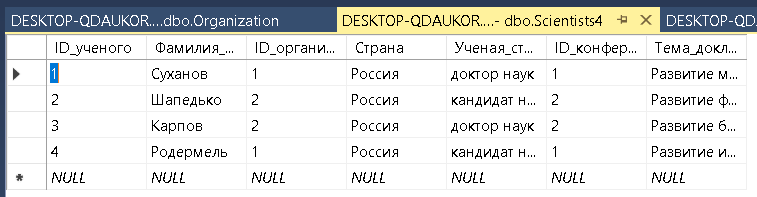 DESKTOP-QDAUKOR....dbo.Organization DESKTOP-QDAUKOR....- dbo.Scientists4 DESKTOP-QDA
ID_ученого Фамилия_... ID_органи... Страна Ученая_ст... ID_конфер... Тема_докл...
1 Суханов 1 Россия доктор наук 1 Развитие м...
2 Шапедько 2 Россия кандидат н... 2 Развитие ф...
3 Карпов 2 Россия доктор наук 2 Развитие б...
4 Родермель 1 Россия кандидат н... 1 Развитие и...
NULL NULL NULL NULL NULL NULL NULL